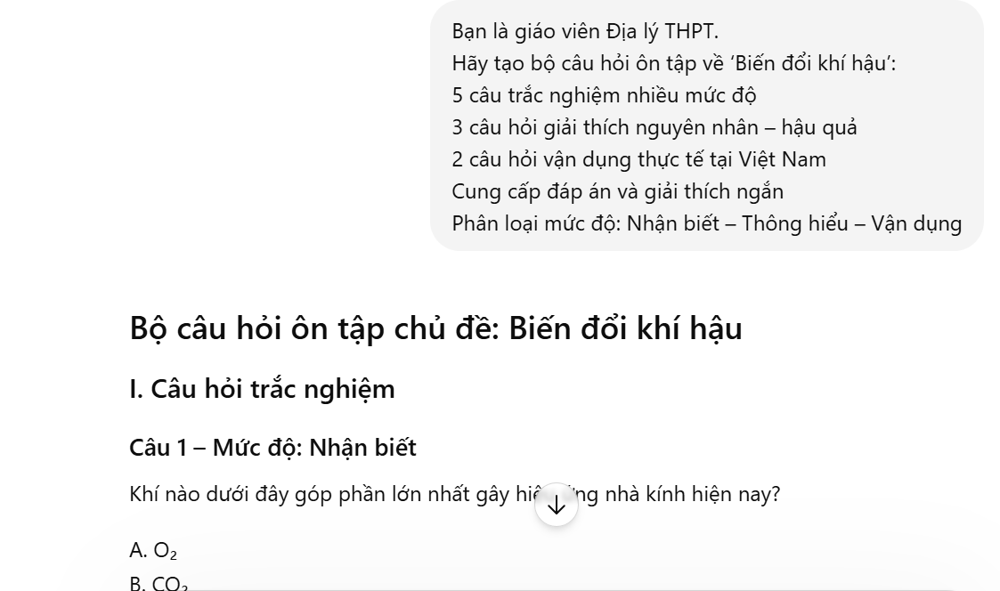 Bạn là giáo viên Địa lý THPT.
Hãy tạo bộ câu hỏi ôn tập về ‘Biến đổi khí hậu’:
5 câu trắc nghiệm nhiều mức độ
3 câu hỏi giải thích nguyên nhân – hậu quả
2 câu hỏi vận dụng thực tế tại Việt Nam
Cung cấp đáp án và giải thích ngắn
Phân loại mức độ: Nhận biết – Thông hiểu – Vận dụng
Bộ câu hỏi ôn tập chủ đề: Biến đổi khí hậu
I. Câu hỏi trắc nghiệm
Câu 1 – Mức độ: Nhận biết
Khí nào dưới đây góp phần lớn nhất gây hiệu ứng nhà kính hiện nay?
A. O₂
B. CO₂